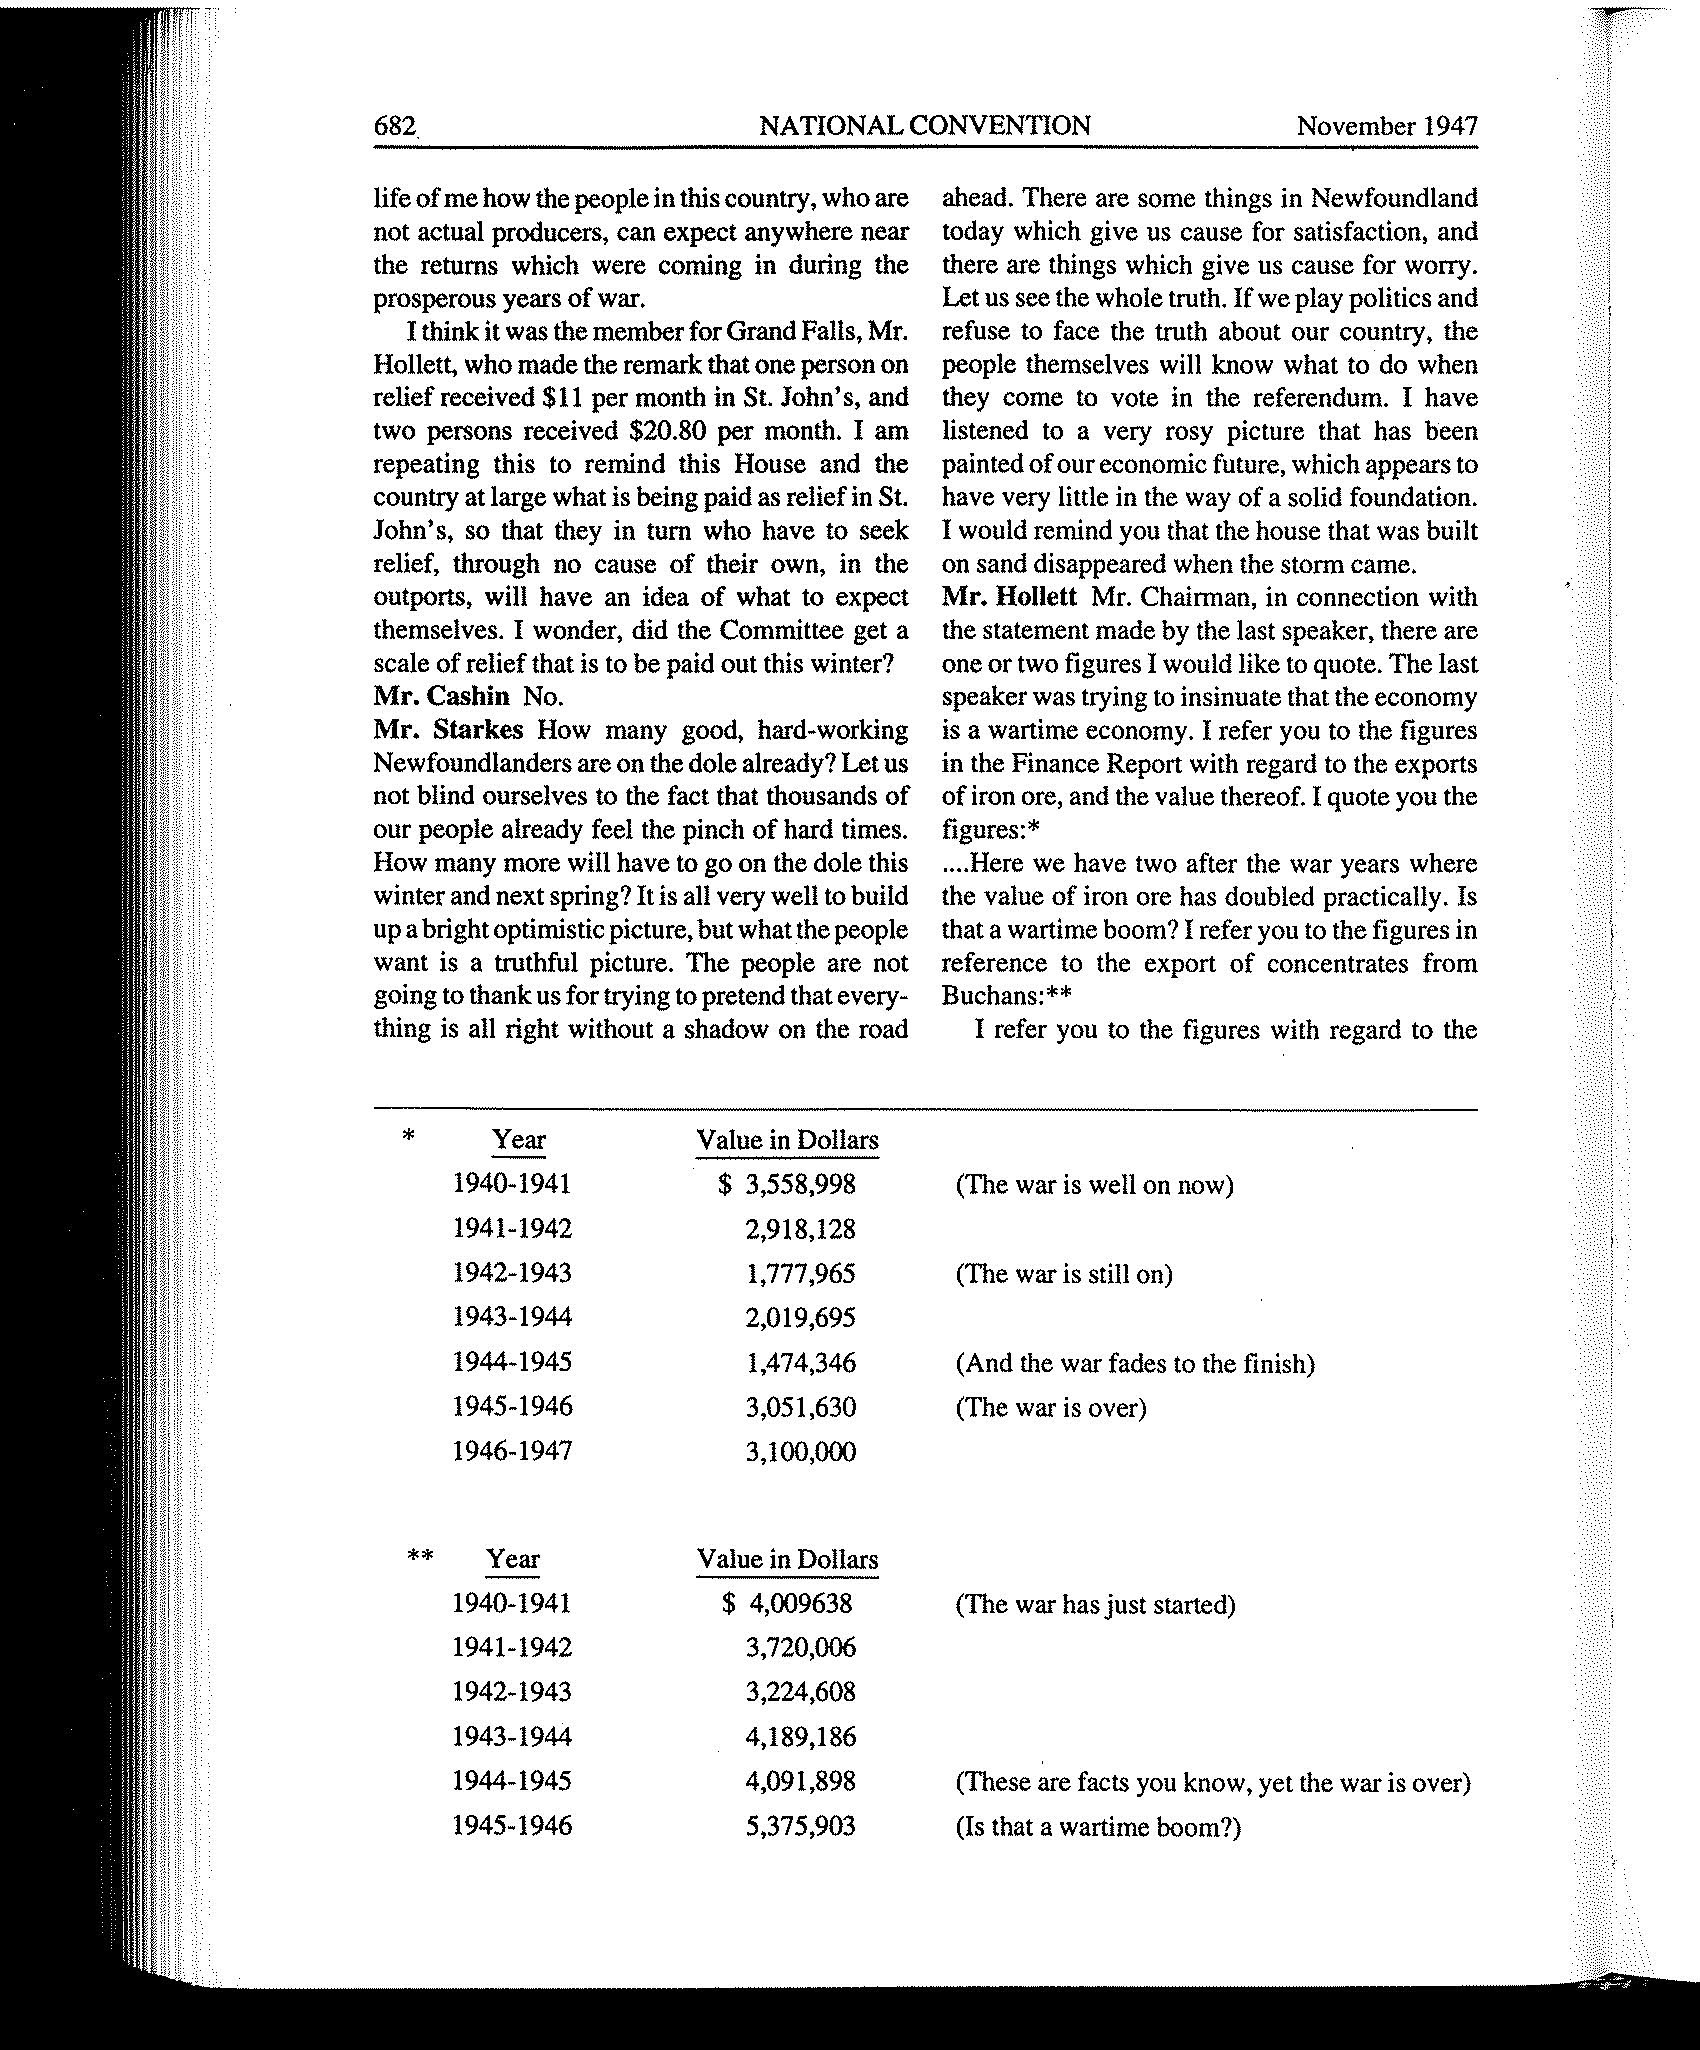 682 NATIONAL CONVENTION November 1947
life of me how the people in this country, who are
not actual producers, can expect anywhere near
the returns which were coming in during the
prosperous years of war.
I think it was the member for Grand Falls, Mr.
Hollett, who made the remark that one person on
relief received $11 per month in St. John's, and
two persons received $20.80 per month. I am
repeating this to remind this House and the
country at large what is being paid as relief in St.
John's, so that they in turn who have to seek
relief, through no cause of their own, in the
outports, will have an idea of what to expect
themselves. I wonder, did the Committee get a
scale of relief that is to be paid out this winter?
Mr. Cashin No.
Mr. Starkes How many good, hard-working
Newfoundlanders are on the dole already? Let us
not blind ourselves to the fact that thousands of
our people already feel the pinch of hard times.
How many more will have to go on the dole this
winter and next spring? It is all very well to build
up a bright optimistic picture, but what the people
want is a truthful picture. The people are not
going to thank us for trying to pretend that every-
thing is all right without a shadow on the road
ahead. There are some things in Newfoundland
today which give us cause for satisfaction, and
there are things which give us cause for worry.
Let us see the whole truth. If we play politics and
refuse to face the truth about our country, the
people themselves will know what to do when
they come to vote in the referendum. I have
listened to a very rosy picture that has been
painted of our economic future, which appears to
have very little in the way of a solid foundation.
I would remind you that the house that was built
on sand disappeared when the storm came.
Mr. Hollett Mr. Chairman, in connection with
the statement made by the last speaker, there are
one or two figures I would like to quote. The last
speaker was trying to insinuate that the economy
is a wartime economy. I refer you to the figures
in the Finance Report with regard to the exports
of iron ore, and the value thereof. I quote you the
figures:*
....Here we have two after the war years where
the value of iron ore has doubled practically. Is
that a wartime boom? I refer you to the figures in
reference to the export of concentrates from
Buchans:**
I refer you to the figures with regard to the
* Year Value in Dollars
1940-1941 $ 3,558,998 (The war is well on now)
1941-1942 2,918,128
1942-1943 1,777,965 (The war is still on)
1943-1944 2,019,695
1944-1945 1,474,346 (And the war fades to the finish)
1945-1946 3,051,630 (The war is over)
1946-1947 3,100,000
** Year Value in Dollars
1940-1941 $ 4,009638 (The war has just started)
1941-1942 3,720,006
1942-1943 3,224,608
1943-1944 4,189,186
1944-1945 4,091,898 (These are facts you know, yet the war is over)
1945-1946 5,375,903 (Is that a wartime boom?)